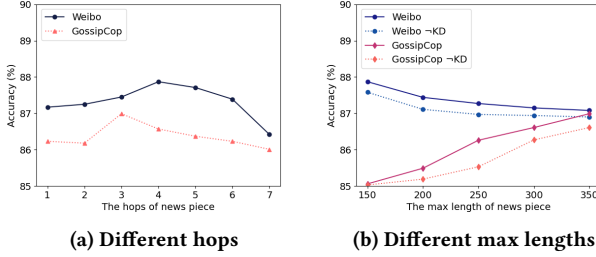 90
89
88
87
86
85
Accuracy (%)
Weibo
GossipCop
1 2 3 4 5 6 7
The hops of news piece
(a) Different hops
90
89
88
87
86
85
Accuracy (%)
Weibo
Weibo ¬KD
GossipCop
GossipCop ¬KD
150 200 250 300 350
The max length of news piece
(b) Different max lengths